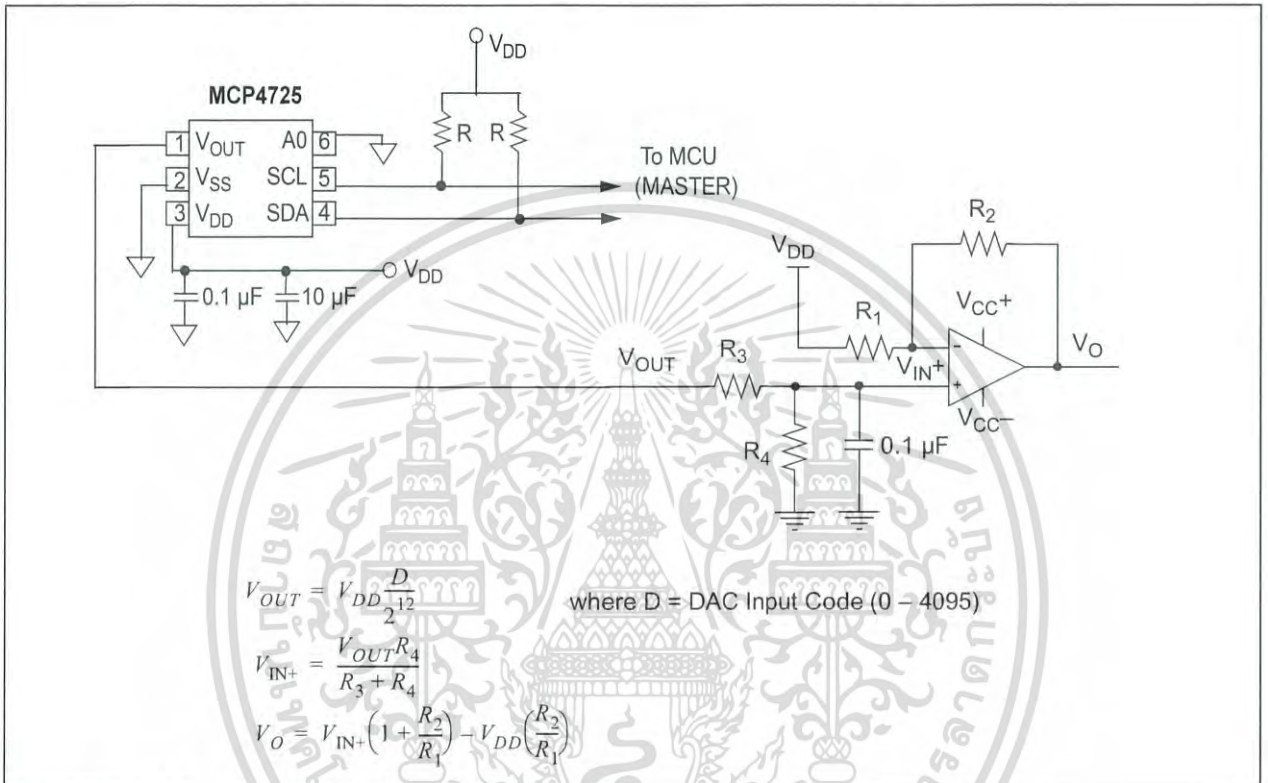 VDD
MCP4725
1 VOUT A0 6
2 VSS SCL 5
3 VDD SDA 4
R R
To MCU
(MASTER)
VDD
0.1 µF 10 µF
VDD
R1
R2
VCC+
VIN+
-
+
VO
VCC–
VOUT
R3
R4
0.1 µF
VOUT = VDD D/2^12
where D = DAC Input Code (0 – 4095)
VIN+ = VOUT R4/(R3 + R4)
VO = VIN+(1 + R2/R1) – VDD(R2/R1)